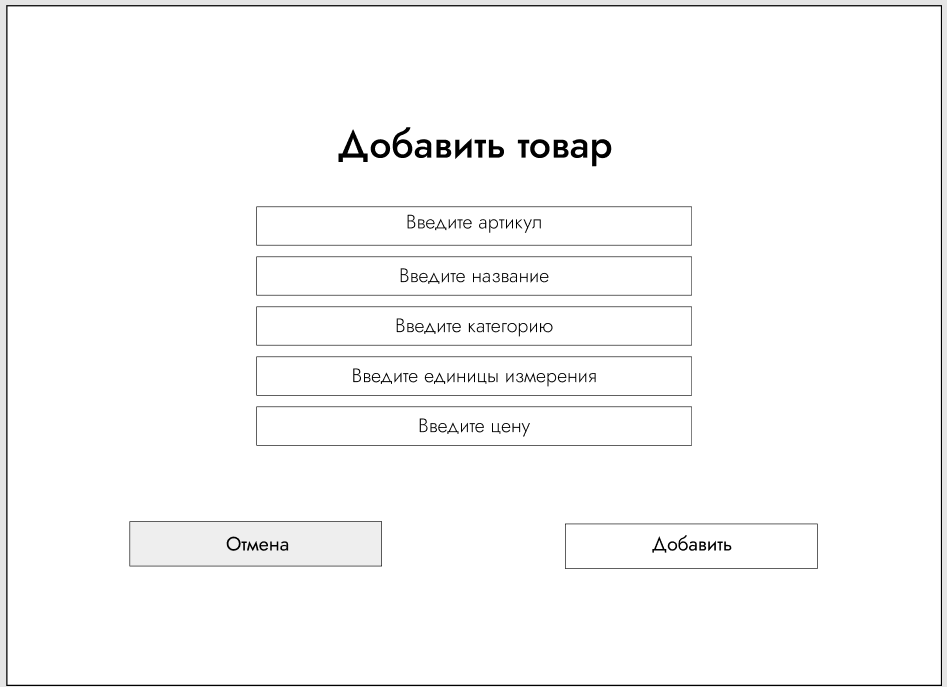 Добавить товар
Введите артикул
Введите название
Введите категорию
Введите единицы измерения
Введите цену
Отмена
Добавить